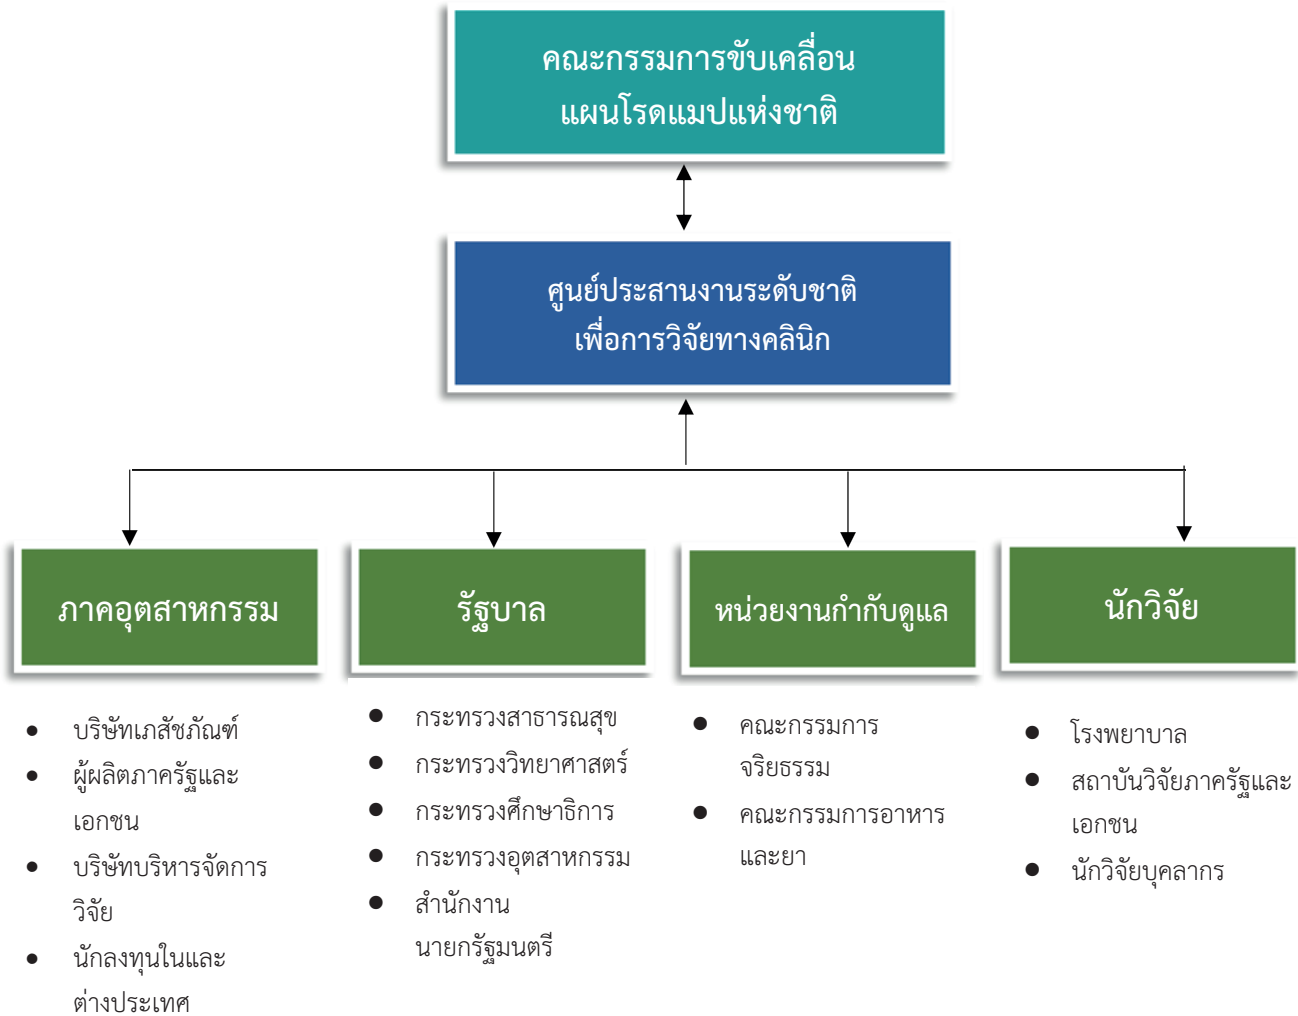 คณะกรรมการขับเคลื่อน
แผนโรดแมปแห่งชาติ
ศูนย์ประสานงานระดับชาติ
เพื่อการวิจัยทางคลินิก
ภาคอุตสาหกรรม
● บริษัทเภสัชภัณฑ์
● ผู้ผลิตภาครัฐและ
เอกชน
● บริษัทบริหารจัดการ
วิจัย
● นักลงทุนในและ
ต่างประเทศ
รัฐบาล
● กระทรวงสาธารณสุข
● กระทรวงวิทยาศาสตร์
● กระทรวงศึกษาธิการ
● กระทรวงอุตสาหกรรม
● สำนักงาน
นายกรัฐมนตรี
หน่วยงานกำกับดูแล
● คณะกรรมการ
จริยธรรม
● คณะกรรมการอาหาร
และยา
นักวิจัย
● โรงพยาบาล
● สถาบันวิจัยภาครัฐและ
เอกชน
● นักวิจัยบุคลากร